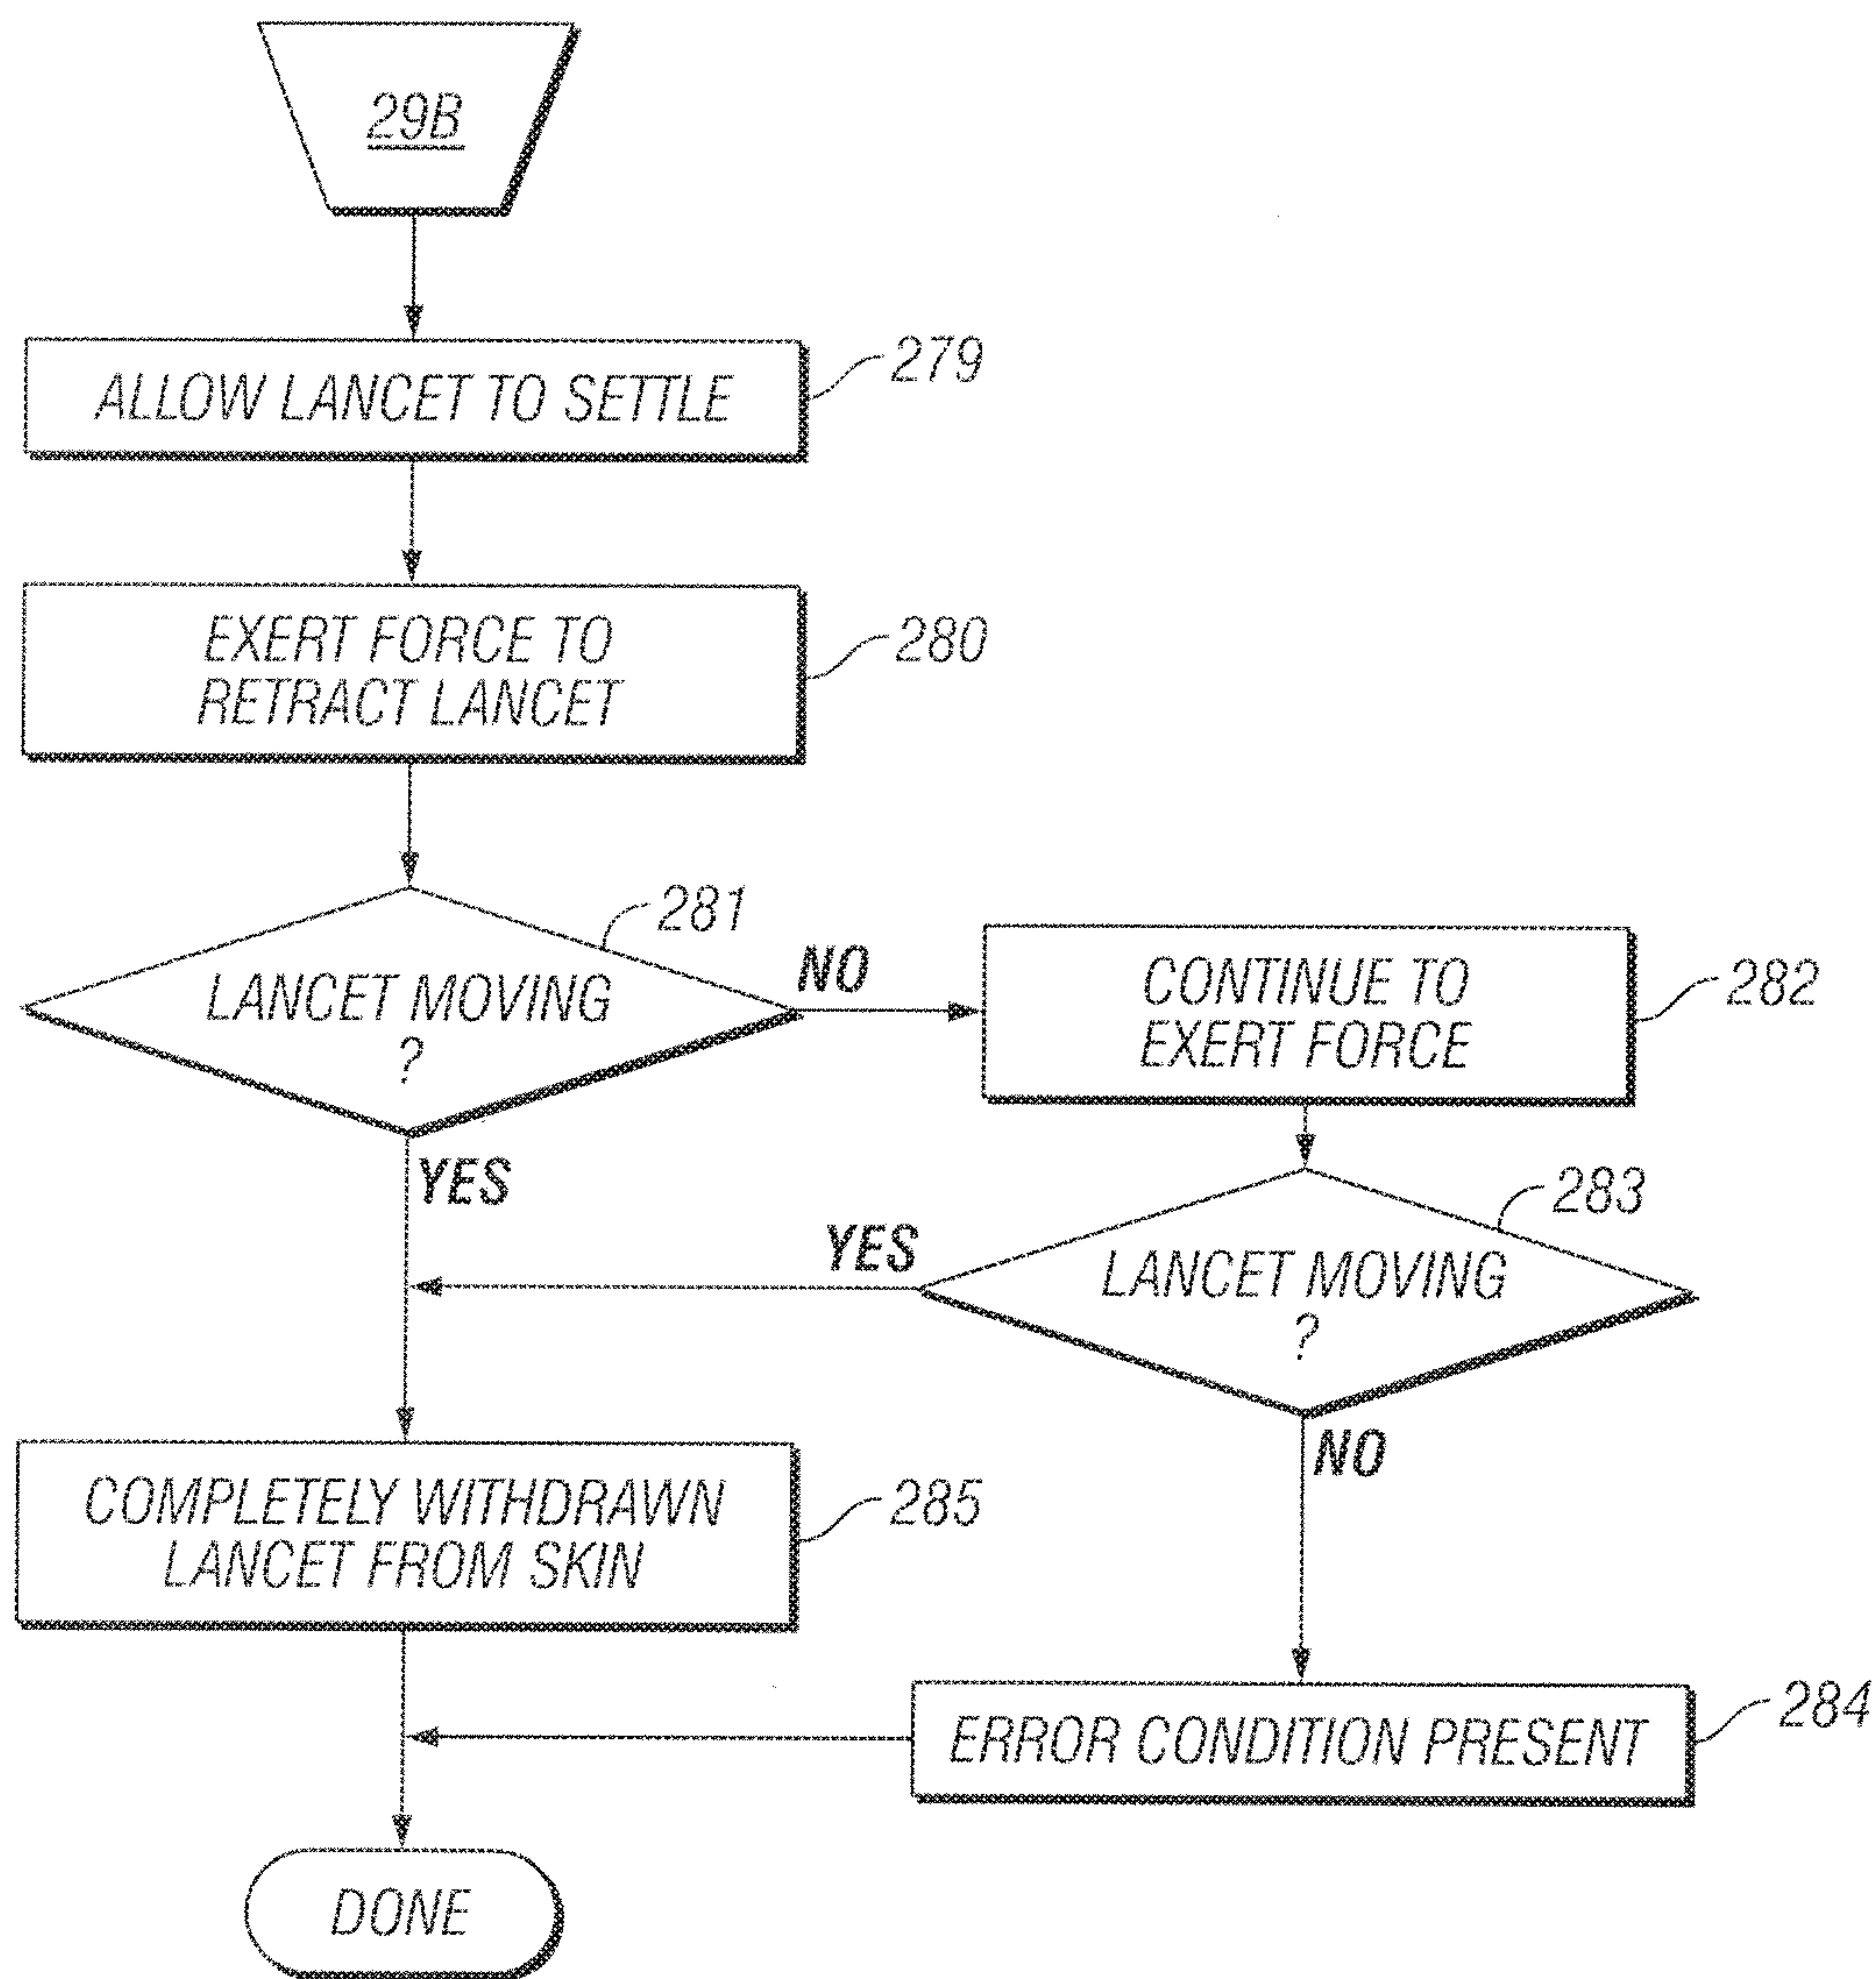 29B
ALLOW LANCET TO SETTLE
279
EXERT FORCE TO
RETRACT LANCET
280
281
LANCET MOVING
?
NO
YES
CONTINUE TO
EXERT FORCE
282
283
LANCET MOVING
?
YES
NO
COMPLETELY WITHDRAWN
LANCET FROM SKIN
285
ERROR CONDITION PRESENT
284
DONE